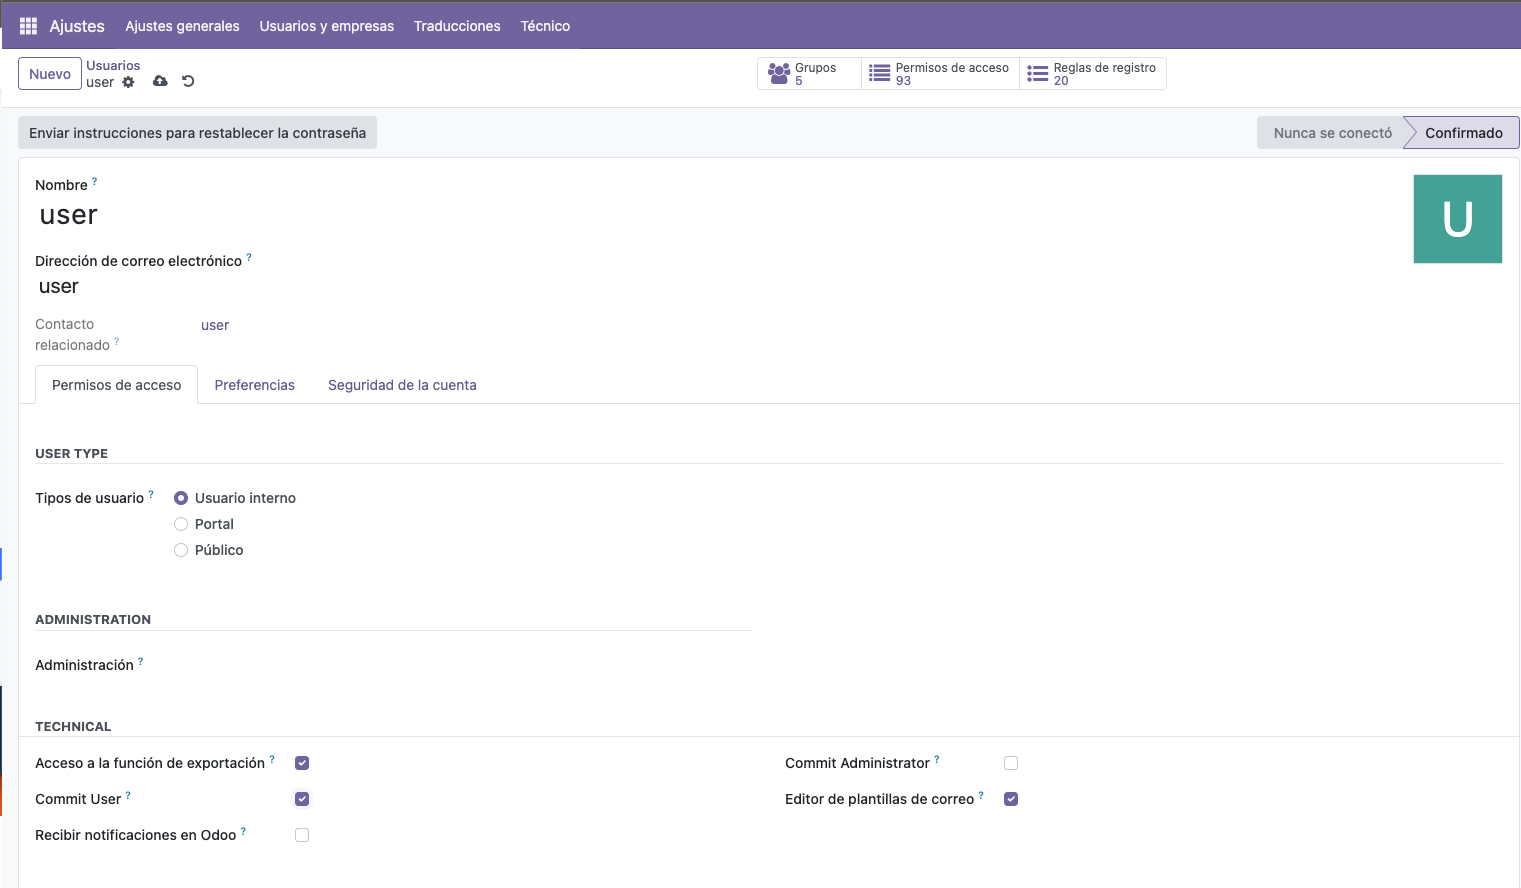 Ajustes Ajustes generales Usuarios y empresas Traducciones Técnico
Nuevo
Usuarios
user
Grupos
5
Permisos de acceso
93
Reglas de registro
20
Enviar instrucciones para restablecer la contraseña
Nunca se conectó
Confirmado
Nombre ?
user
U
Dirección de correo electrónico ?
user
Contacto
relacionado ?
user
Permisos de acceso Preferencias Seguridad de la cuenta
USER TYPE
Tipos de usuario ?
Usuario interno
Portal
Público
ADMINISTRATION
Administración ?
TECHNICAL
Acceso a la función de exportación ?
Commit Administrator ?
Commit User ?
Editor de plantillas de correo ?
Recibir notificaciones en Odoo ?